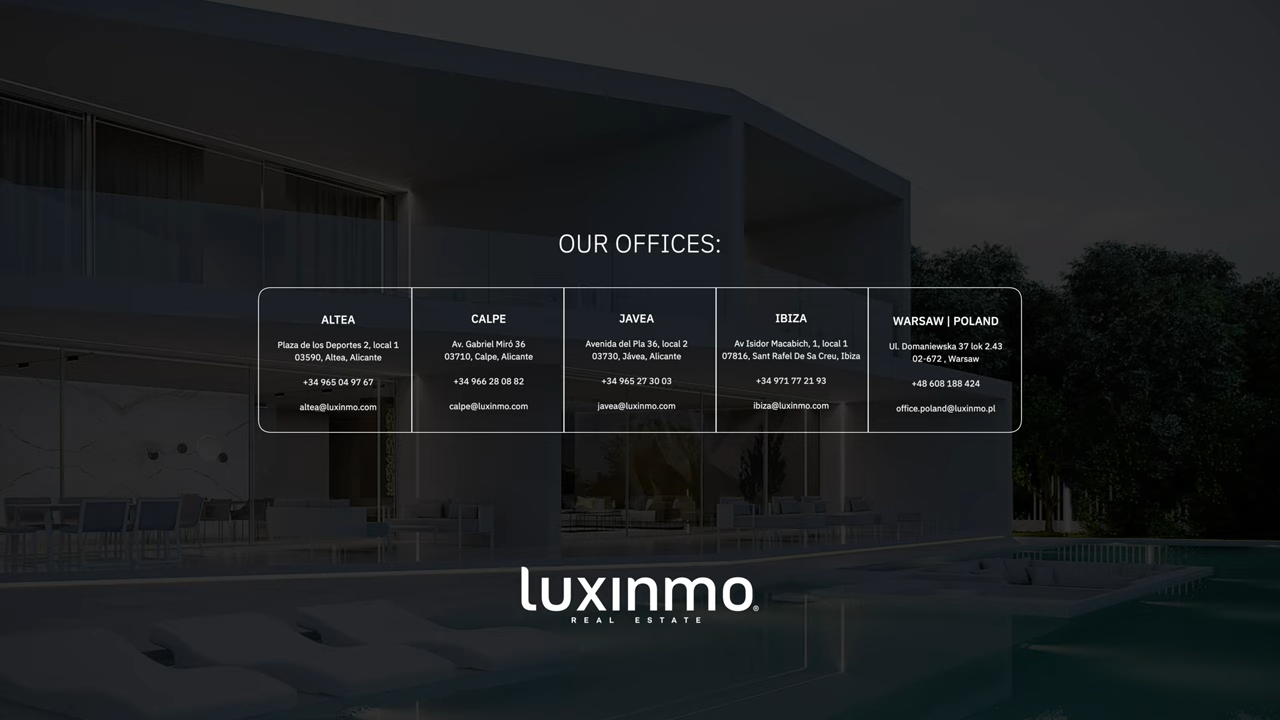 OUR OFFICES:
ALTEA
Plaza de los Deportes 2, local 1
03590, Altea, Alicante
+34 965 04 97 67
altea@luxinmo.com
CALPE
Av. Gabriel Miró 36
03710, Calpe, Alicante
+34 966 28 08 82
calpe@luxinmo.com
JAVEA
Avenida del Pla 36, local 2
03730, Jávea, Alicante
+34 965 27 30 03
javea@luxinmo.com
IBIZA
Av Isidor Macabich, 1, local 1
07816, Sant Rafel De Sa Creu, Ibiza
+34 971 77 21 93
ibiza@luxinmo.com
WARSAW | POLAND
Ul. Domaniewska 37 lok 2.43
02-672 , Warsaw
+48 608 188 424
office.poland@luxinmo.pl
luxinmo®
REAL ESTATE